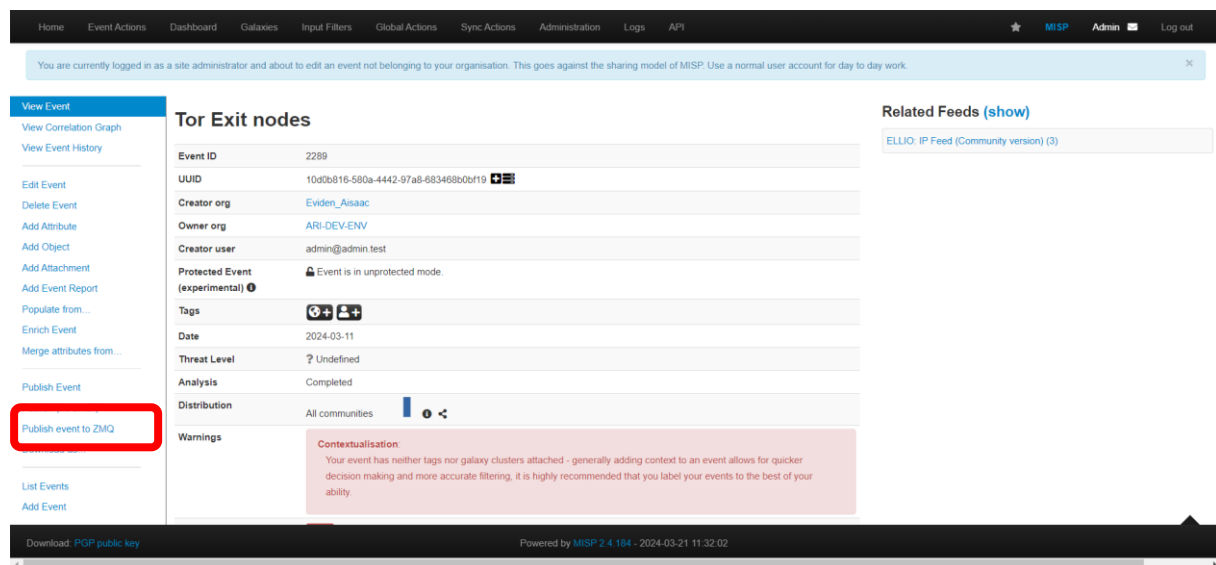 Home Event Actions Dashboard Galaxies Input Filters Global Actions Sync Actions Administration Logs API MISP Admin Log out
You are currently logged in as a site administrator and about to edit an event not belonging to your organisation. This goes against the sharing model of MISP. Use a normal user account for day to day work. ×
View Event
View Correlation Graph
View Event History
Edit Event
Delete Event
Add Attribute
Add Object
Add Attachment
Add Event Report
Populate from...
Enrich Event
Merge attributes from...
Publish Event
Publish event to ZMQ
List Events
Add Event
Tor Exit nodes
Event ID 2289
UUID 10d0b816-580a-4442-97a8-683468b0bf19
Creator org Eviden_Aisaac
Owner org ARI-DEV-ENV
Creator user admin@admin.test
Protected Event Event is in unprotected mode.
(experimental)
Tags
Date 2024-03-11
Threat Level ? Undefined
Analysis Completed
Distribution All communities
Warnings
Contextualisation:
Your event has neither tags nor galaxy clusters attached - generally adding context to an event allows for quicker
decision making and more accurate filtering, it is highly recommended that you label your events to the best of your
ability.
Related Feeds (show)
ELLIO: IP Feed (Community version) (3)
Download: PGP public key Powered by MISP 2.4.184 - 2024-03-21 11:32:02